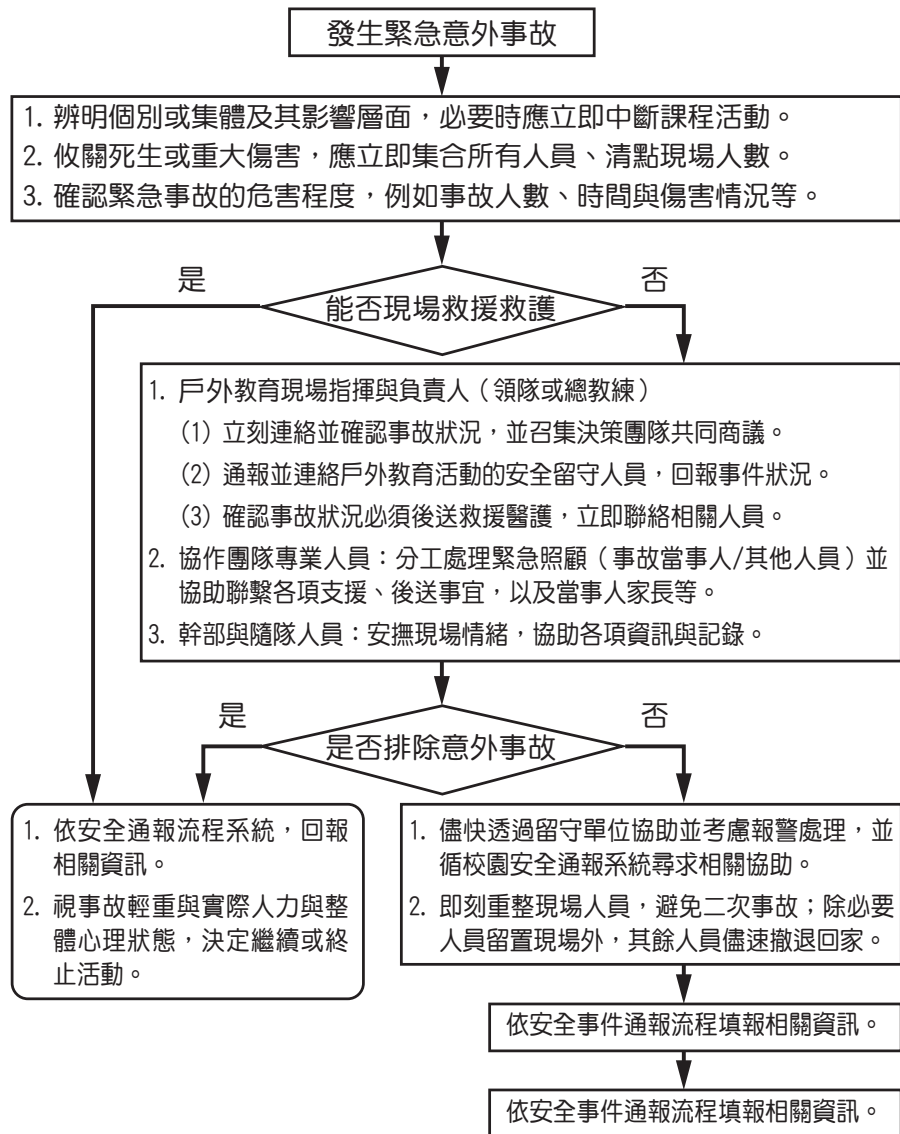 發生緊急意外事故
1. 辨明個別或集體及其影響層面，必要時應立即中斷課程活動。
2. 攸關死生或重大傷害，應立即集合所有人員、清點現場人數。
3. 確認緊急事故的危害程度，例如事故人數、時間與傷害情況等。
是
否
能否現場救援救護
1. 戶外教育現場指揮與負責人（領隊或總教練）
(1) 立刻連絡並確認事故狀況，並召集決策團隊共同商議。
(2) 通報並連絡戶外教育活動的安全留守人員，回報事件狀況。
(3) 確認事故狀況必須後送救援醫護，立即聯絡相關人員。
2. 協作團隊專業人員：分工處理緊急照顧（事故當事人/其他人員）並
協助聯繫各項支援、後送事宜，以及當事人家長等。
3. 幹部與隨隊人員：安撫現場情緒，協助各項資訊與記錄。
是
否
是否排除意外事故
1. 依安全通報流程系統，回報
相關資訊。
2. 視事故輕重與實際人力與整
體心理狀態，決定繼續或終
止活動。
1. 儘快透過留守單位協助並考慮報警處理，並
循校園安全通報系統尋求相關協助。
2. 即刻重整現場人員，避免二次事故；除必要
人員留置現場外，其餘人員儘速撤退回家。
依安全事件通報流程填報相關資訊。
依安全事件通報流程填報相關資訊。